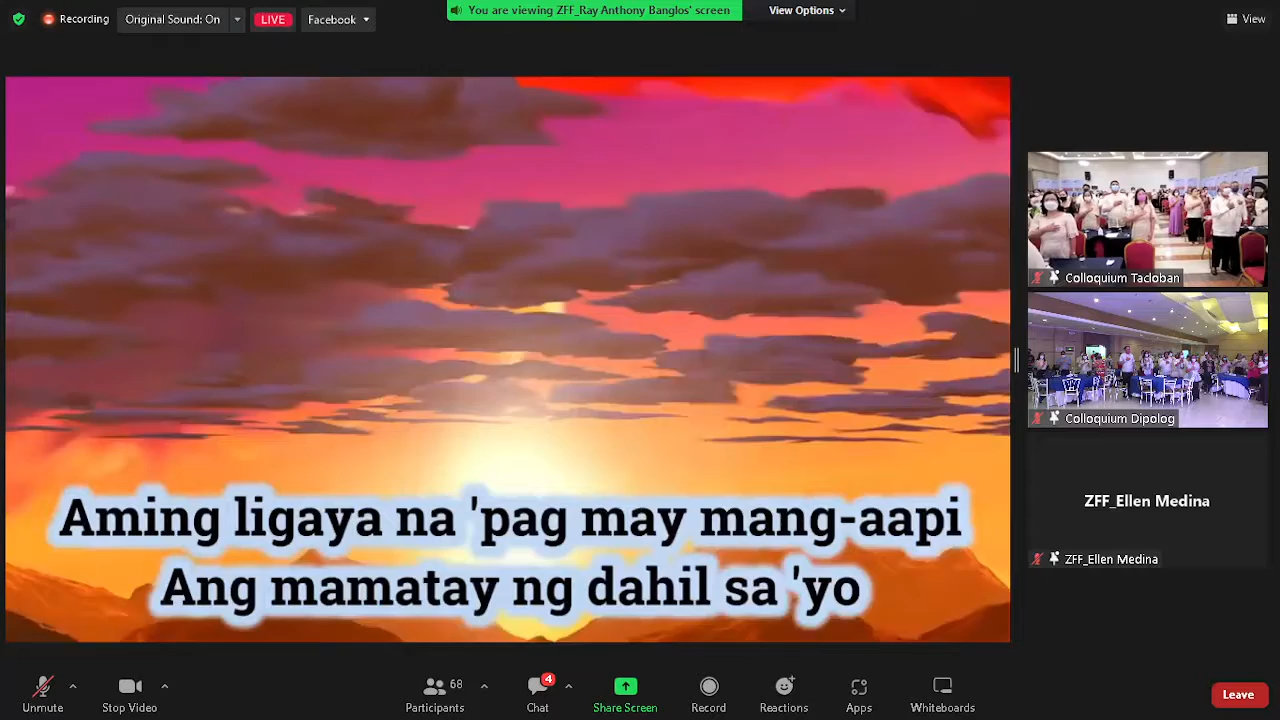 Recording
Original Sound: On
LIVE
Facebook
You are viewing ZFF_Ray Anthony Banglos' screen
View Options
View
Aming ligaya na 'pag may mang-aapi
Ang mamatay ng dahil sa 'yo
Colloquium Tacloban
Colloquium Dipolog
ZFF_Ellen Medina
ZFF_Ellen Medina
Unmute
Stop Video
68
Participants
4
Chat
Share Screen
Record
Reactions
Apps
Whiteboards
Leave